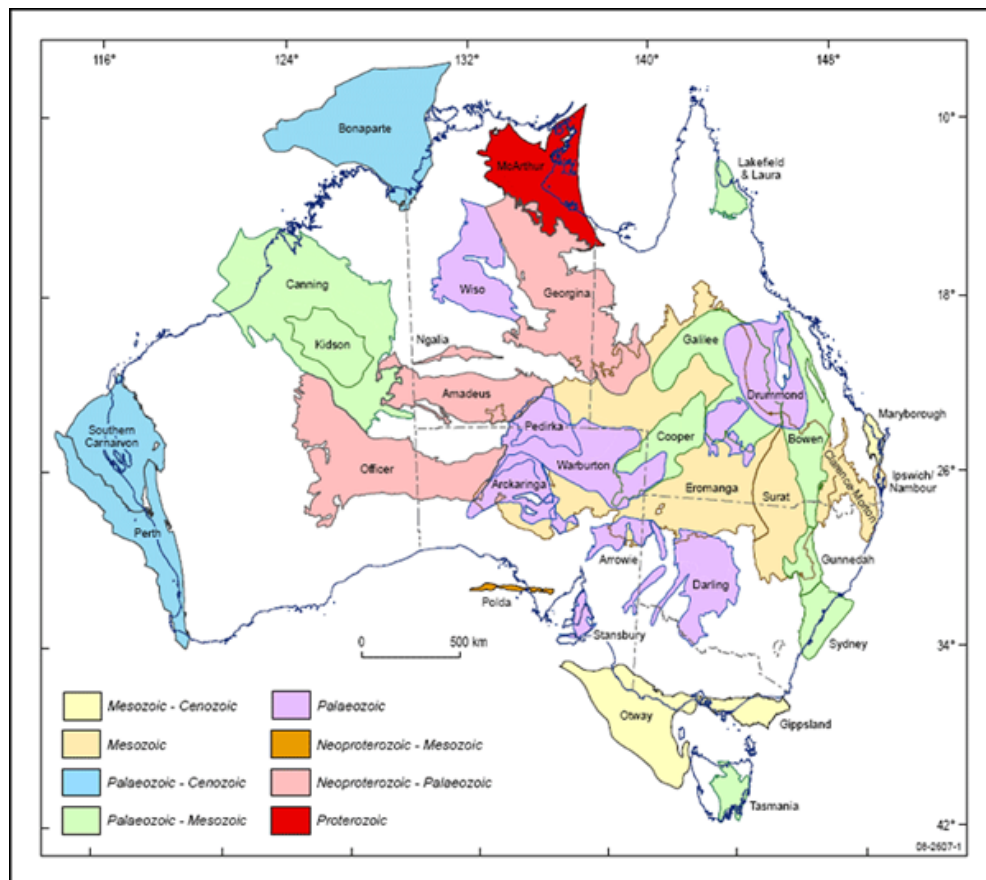 116°
124°
132°
140°
148°
10°
18°
26°
34°
42°
Bonaparte
McArthur
Lakefield
& Laura
Canning
Wiso
Georgina
Kidson
Ngalia
Galilee
Amadeus
Drummond
Maryborough
Southern
Carnarvon
Pedirka
Cooper
Bowen
Officer
Warburton
Ipswich/
Nambour
Arckaringa
Eromanga
Surat
Clarence Morton
Perth
Arrowie
Gunnedah
Polda
Darling
0
500 km
Stansbury
Sydney
Otway
Gippsland
Tasmania
Mesozoic - Cenozoic
Mesozoic
Palaeozoic - Cenozoic
Palaeozoic - Mesozoic
Palaeozoic
Neoproterozoic - Mesozoic
Neoproterozoic - Palaeozoic
Proterozoic
08-2607-1